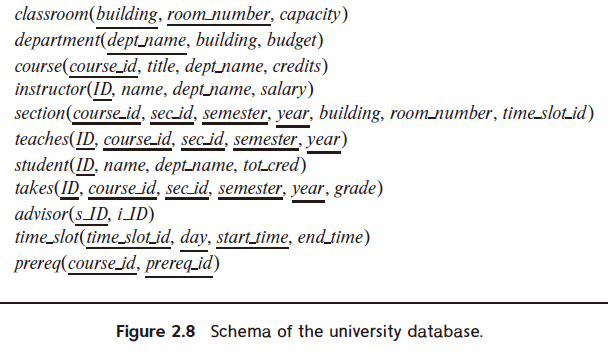 classroom(building, room_number, capacity)
department(dept_name, building, budget)
course(course_id, title, dept_name, credits)
instructor(ID, name, dept_name, salary)
section(course_id, sec_id, semester, year, building, room_number, time_slot_id)
teaches(ID, course_id, sec_id, semester, year)
student(ID, name, dept_name, tot_cred)
takes(ID, course_id, sec_id, semester, year, grade)
advisor(s_ID, i_ID)
time_slot(time_slot_id, day, start_time, end_time)
prereq(course_id, prereq_id)
Figure 2.8 Schema of the university database.